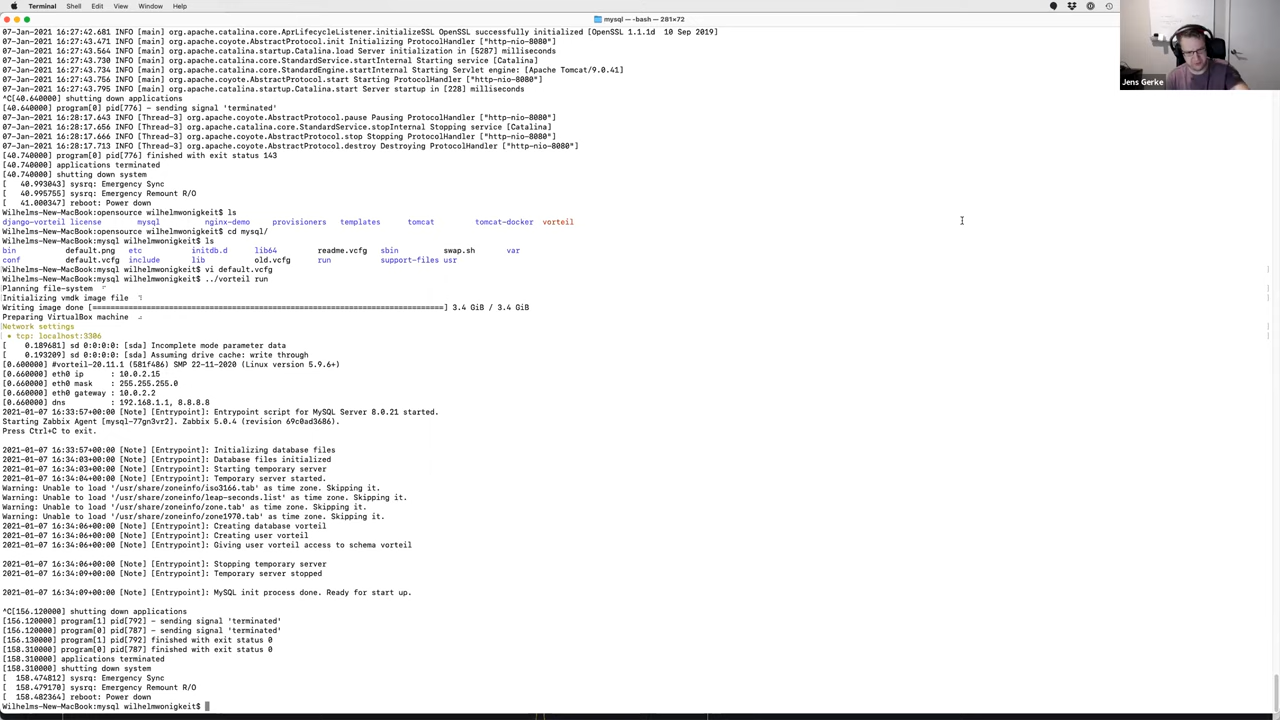 Terminal Shell Edit View Window Help
mysql — -bash — 281×72
07-Jan-2021 16:27:42.681 INFO [main] org.apache.catalina.core.AprLifecycleListener.initializeSSL OpenSSL successfully initialized [OpenSSL 1.1.1d  10 Sep 2019]
07-Jan-2021 16:27:43.471 INFO [main] org.apache.coyote.AbstractProtocol.init Initializing ProtocolHandler ["http-nio-8080"]
07-Jan-2021 16:27:43.564 INFO [main] org.apache.catalina.startup.Catalina.load Server initialization in [5287] milliseconds
07-Jan-2021 16:27:43.730 INFO [main] org.apache.catalina.core.StandardService.startInternal Starting service [Catalina]
07-Jan-2021 16:27:43.734 INFO [main] org.apache.catalina.core.StandardEngine.startInternal Starting Servlet engine: [Apache Tomcat/9.0.41]
07-Jan-2021 16:27:43.756 INFO [main] org.apache.coyote.AbstractProtocol.start Starting ProtocolHandler ["http-nio-8080"]
07-Jan-2021 16:27:43.795 INFO [main] org.apache.catalina.startup.Catalina.start Server startup in [228] milliseconds
^C[40.640000] shutting down applications
[40.640000] program[0] pid[776] - sending signal 'terminated'
07-Jan-2021 16:28:17.643 INFO [Thread-3] org.apache.coyote.AbstractProtocol.pause Pausing ProtocolHandler ["http-nio-8080"]
07-Jan-2021 16:28:17.656 INFO [Thread-3] org.apache.catalina.core.StandardService.stopInternal Stopping service [Catalina]
07-Jan-2021 16:28:17.666 INFO [Thread-3] org.apache.coyote.AbstractProtocol.stop Stopping ProtocolHandler ["http-nio-8080"]
07-Jan-2021 16:28:17.713 INFO [Thread-3] org.apache.coyote.AbstractProtocol.destroy Destroying ProtocolHandler ["http-nio-8080"]
[40.740000] program[0] pid[776] finished with exit status 143
[40.740000] applications terminated
[40.740000] shutting down system
[   40.993043] sysrq: Emergency Sync
[   40.995755] sysrq: Emergency Remount R/O
[   41.000347] reboot: Power down
Wilhelms-New-MacBook:opensource wilhelmwonigkeit$ ls
django-vorteil license mysql nginx-demo provisioners templates tomcat tomcat-docker vorteil
Wilhelms-New-MacBook:opensource wilhelmwonigkeit$ cd mysql/
Wilhelms-New-MacBook:mysql wilhelmwonigkeit$ ls
bin default.png etc initdb.d lib64 readme.vcfg sbin swap.sh var
conf default.vcfg include lib old.vcfg run support-files usr
Wilhelms-New-MacBook:mysql wilhelmwonigkeit$ vi default.vcfg
Wilhelms-New-MacBook:mysql wilhelmwonigkeit$ ../vorteil run
Planning file-system
Initializing vmdk image file
Writing image done [==========================================================================] 3.4 GiB / 3.4 GiB
Preparing VirtualBox machine
Network settings
• tcp: localhost:3306
[    0.189681] sd 0:0:0:0: [sda] Incomplete mode parameter data
[    0.193209] sd 0:0:0:0: [sda] Assuming drive cache: write through
[0.600000] #vorteil-20.11.1 (581f486) SMP 22-11-2020 (Linux version 5.9.6+)
[0.660000] eth0 ip      : 10.0.2.15
[0.660000] eth0 mask    : 255.255.255.0
[0.660000] eth0 gateway : 10.0.2.2
[0.660000] dns          : 192.168.1.1, 8.8.8.8
2021-01-07 16:33:57+00:00 [Note] [Entrypoint]: Entrypoint script for MySQL Server 8.0.21 started.
Starting Zabbix Agent [mysql-77gn3vr2]. Zabbix 5.0.4 (revision 69c0ad3686).
Press Ctrl+C to exit.
2021-01-07 16:33:57+00:00 [Note] [Entrypoint]: Initializing database files
2021-01-07 16:34:03+00:00 [Note] [Entrypoint]: Database files initialized
2021-01-07 16:34:03+00:00 [Note] [Entrypoint]: Starting temporary server
2021-01-07 16:34:04+00:00 [Note] [Entrypoint]: Temporary server started.
Warning: Unable to load '/usr/share/zoneinfo/iso3166.tab' as time zone. Skipping it.
Warning: Unable to load '/usr/share/zoneinfo/leap-seconds.list' as time zone. Skipping it.
Warning: Unable to load '/usr/share/zoneinfo/zone.tab' as time zone. Skipping it.
Warning: Unable to load '/usr/share/zoneinfo/zone1970.tab' as time zone. Skipping it.
2021-01-07 16:34:06+00:00 [Note] [Entrypoint]: Creating database vorteil
2021-01-07 16:34:06+00:00 [Note] [Entrypoint]: Creating user vorteil
2021-01-07 16:34:06+00:00 [Note] [Entrypoint]: Giving user vorteil access to schema vorteil
2021-01-07 16:34:06+00:00 [Note] [Entrypoint]: Stopping temporary server
2021-01-07 16:34:09+00:00 [Note] [Entrypoint]: Temporary server stopped
2021-01-07 16:34:09+00:00 [Note] [Entrypoint]: MySQL init process done. Ready for start up.
^C[156.120000] shutting down applications
[156.120000] program[1] pid[792] - sending signal 'terminated'
[156.120000] program[0] pid[787] - sending signal 'terminated'
[156.130000] program[1] pid[792] finished with exit status 0
[158.310000] program[0] pid[787] finished with exit status 0
[158.310000] applications terminated
[158.310000] shutting down system
[  158.474812] sysrq: Emergency Sync
[  158.479170] sysrq: Emergency Remount R/O
[  158.482364] reboot: Power down
Wilhelms-New-MacBook:mysql wilhelmwonigkeit$
Jens Gerke